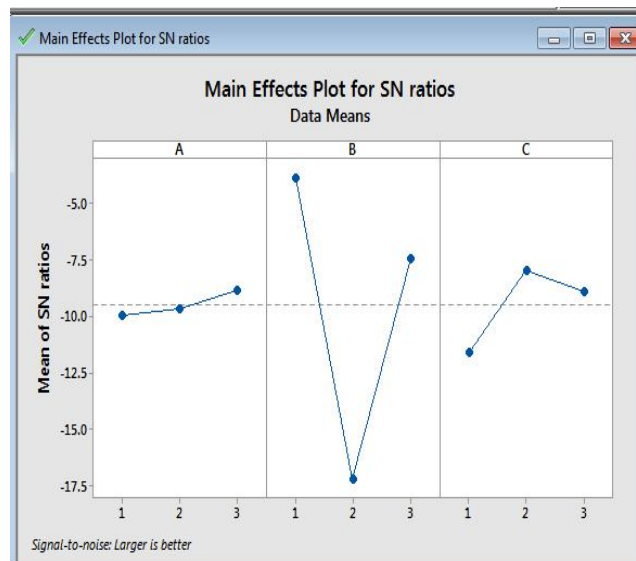 Main Effects Plot for SN ratios
Main Effects Plot for SN ratios
Data Means
A B C
Mean of SN ratios
-5.0
-7.5
-10.0
-12.5
-15.0
-17.5
1 2 3 1 2 3 1 2 3
Signal-to-noise: Larger is better